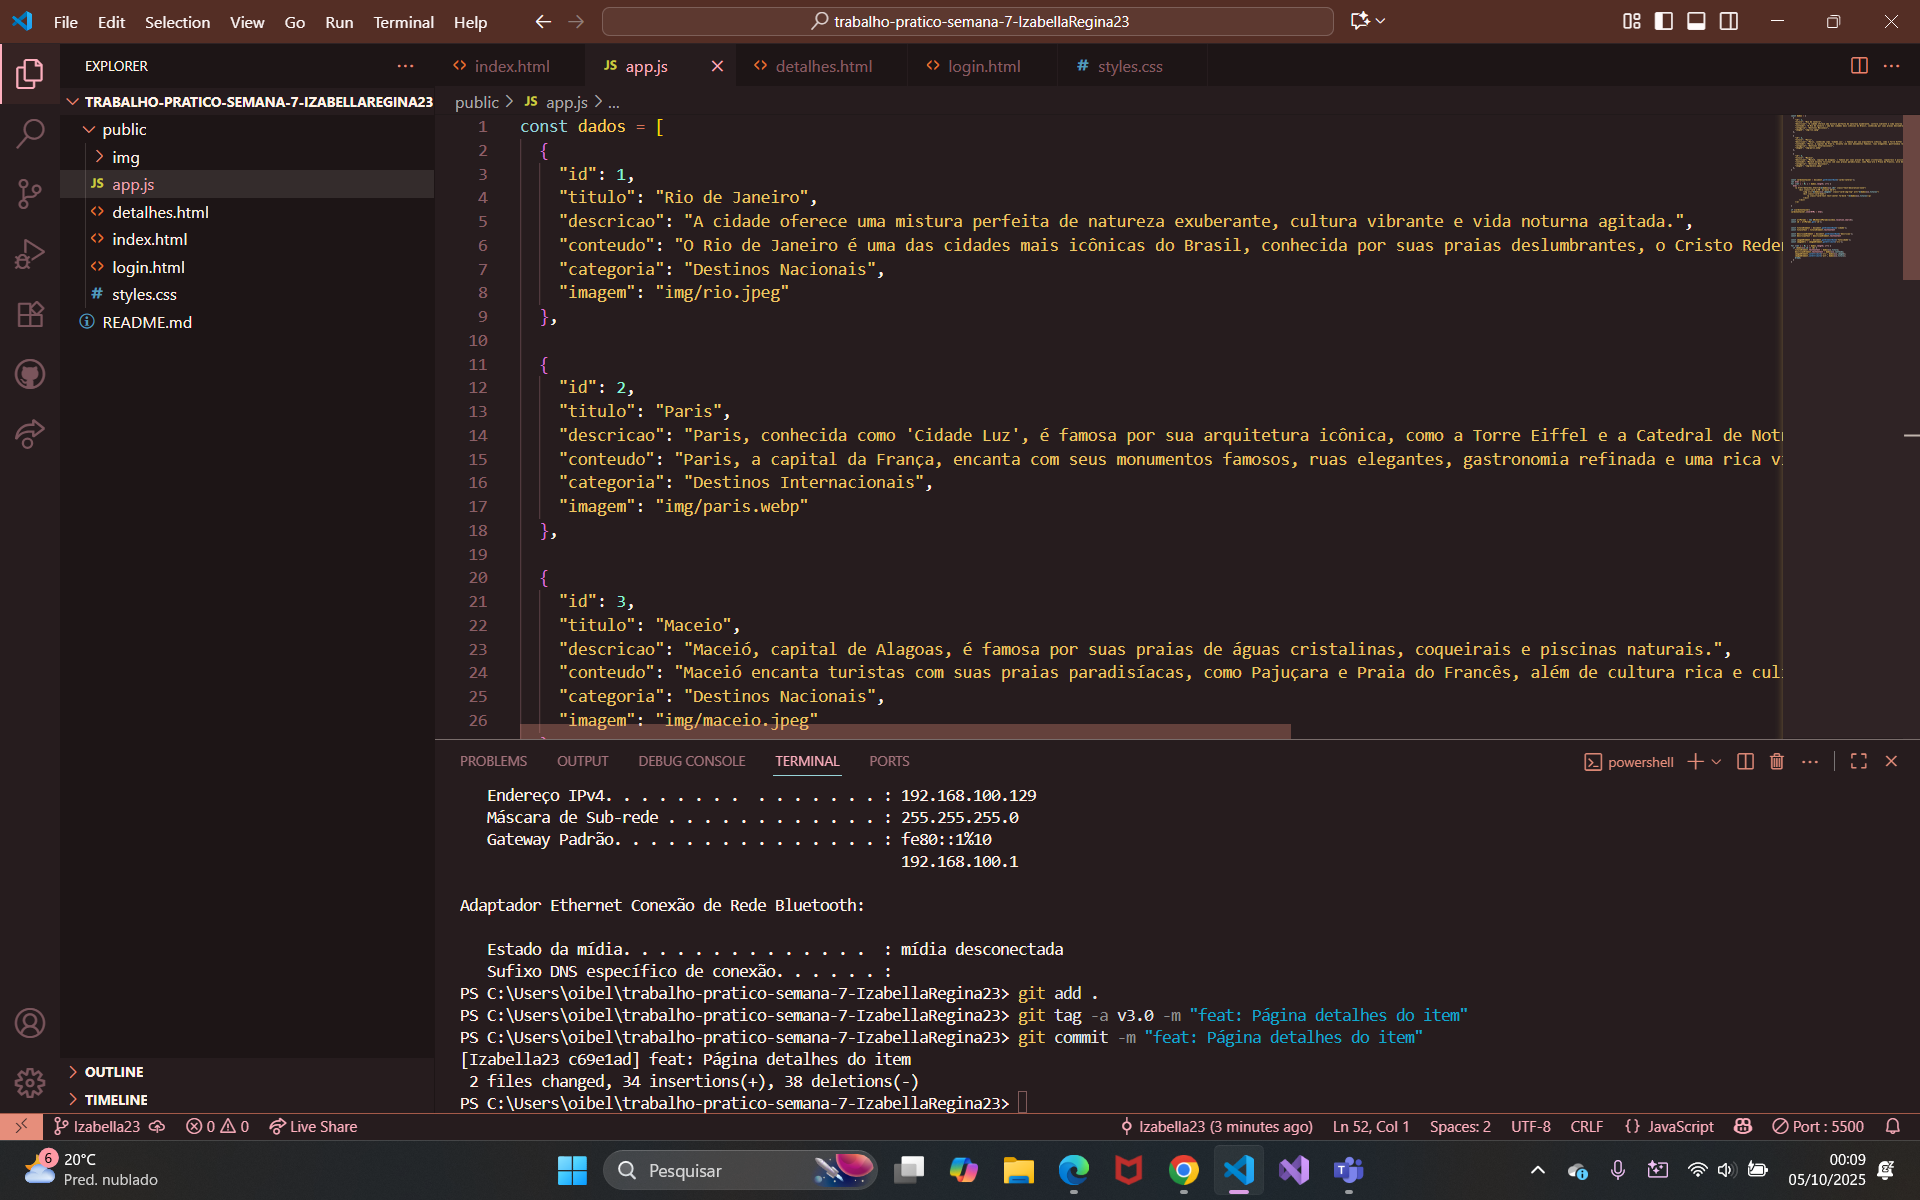 File Edit Selection View Go Run Terminal Help
trabalho-pratico-semana-7-IzabellaRegina23
EXPLORER
TRABALHO-PRATICO-SEMANA-7-IZABELLAREGINA23
public
img
JS app.js
detalhes.html
index.html
login.html
# styles.css
README.md
OUTLINE
TIMELINE
index.html
JS app.js
detalhes.html
login.html
# styles.css
public > JS app.js > ...
1 const dados = [
2 {
3 "id": 1,
4 "titulo": "Rio de Janeiro",
5 "descricao": "A cidade oferece uma mistura perfeita de natureza exuberante, cultura vibrante e vida noturna agitada.",
6 "conteudo": "O Rio de Janeiro é uma das cidades mais icônicas do Brasil, conhecida por suas praias deslumbrantes, o Cristo Reden
7 "categoria": "Destinos Nacionais",
8 "imagem": "img/rio.jpeg"
9 },
10
11 {
12 "id": 2,
13 "titulo": "Paris",
14 "descricao": "Paris, conhecida como 'Cidade Luz', é famosa por sua arquitetura icônica, como a Torre Eiffel e a Catedral de Notr
15 "conteudo": "Paris, a capital da França, encanta com seus monumentos famosos, ruas elegantes, gastronomia refinada e uma rica v
16 "categoria": "Destinos Internacionais",
17 "imagem": "img/paris.webp"
18 },
19
20 {
21 "id": 3,
22 "titulo": "Maceio",
23 "descricao": "Maceió, capital de Alagoas, é famosa por suas praias de águas cristalinas, coqueirais e piscinas naturais.",
24 "conteudo": "Maceió encanta turistas com suas praias paradisíacas, como Pajuçara e Praia do Francês, além de cultura rica e cul
25 "categoria": "Destinos Nacionais",
26 "imagem": "img/maceio.jpeg"
PROBLEMS OUTPUT DEBUG CONSOLE TERMINAL PORTS
powershell
Endereço IPv4. . . . . . . .  . . . . . . . : 192.168.100.129
Máscara de Sub-rede . . . . . . . . . . . . : 255.255.255.0
Gateway Padrão. . . . . . . . . . . . . . . : fe80::1%10
192.168.100.1
Adaptador Ethernet Conexão de Rede Bluetooth:
Estado da mídia. . . . . . . . . . . . . .  : mídia desconectada
Sufixo DNS específico de conexão. . . . . . :
PS C:\Users\oibel\trabalho-pratico-semana-7-IzabellaRegina23> git add .
PS C:\Users\oibel\trabalho-pratico-semana-7-IzabellaRegina23> git tag -a v3.0 -m "feat: Página detalhes do item"
PS C:\Users\oibel\trabalho-pratico-semana-7-IzabellaRegina23> git commit -m "feat: Página detalhes do item"
[Izabella23 c69e1ad] feat: Página detalhes do item
2 files changed, 34 insertions(+), 38 deletions(-)
PS C:\Users\oibel\trabalho-pratico-semana-7-IzabellaRegina23>
Izabella23 0 0 Live Share
Izabella23 (3 minutes ago) Ln 52, Col 1 Spaces: 2 UTF-8 CRLF {} JavaScript Port : 5500
6
20°C
Pred. nublado
Pesquisar
00:09
05/10/2025